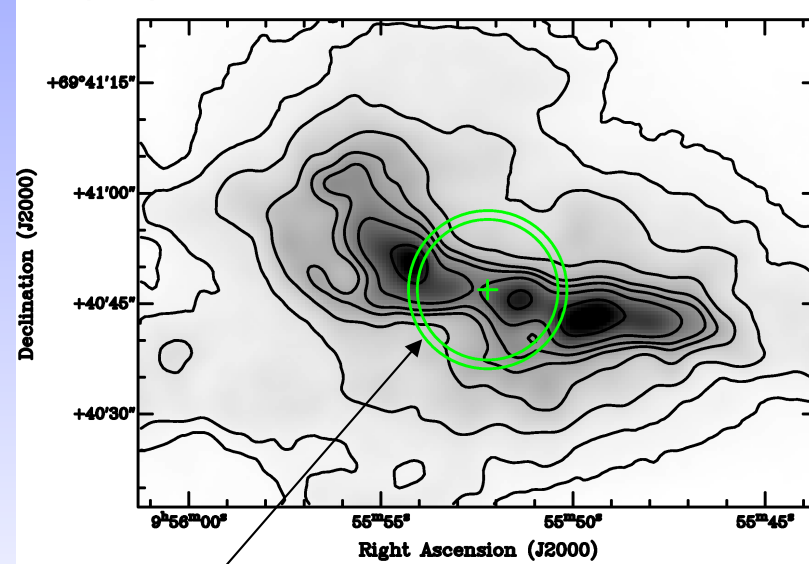 +69°41'15"
+41'00"
+40'45"
+40'30"
Declination (J2000)
9ʰ56ᵐ00ˢ 55ᵐ55ˢ 55ᵐ50ˢ 55ᵐ45ˢ
Right Ascension (J2000)